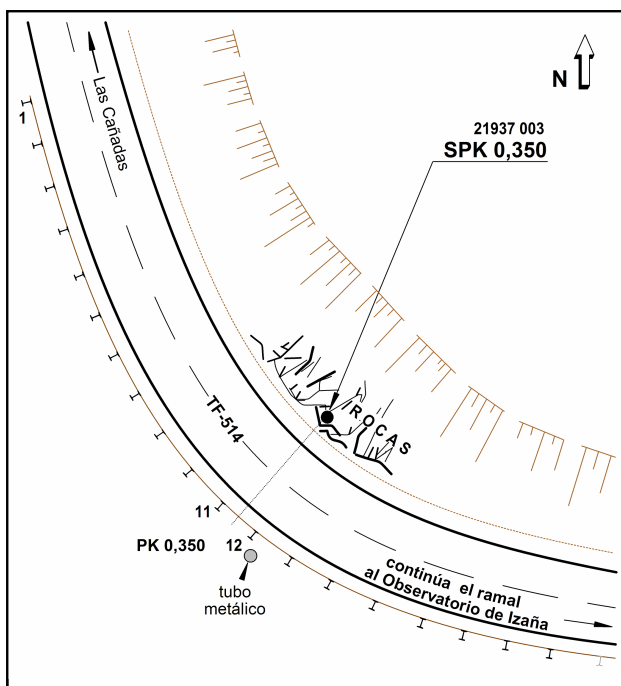 Las Cañadas
N
21937 003
SPK 0,350
1
ROCAS
TF-514
11
PK 0,350
12
tubo
metálico
continúa el ramal
al Observatorio de Izaña